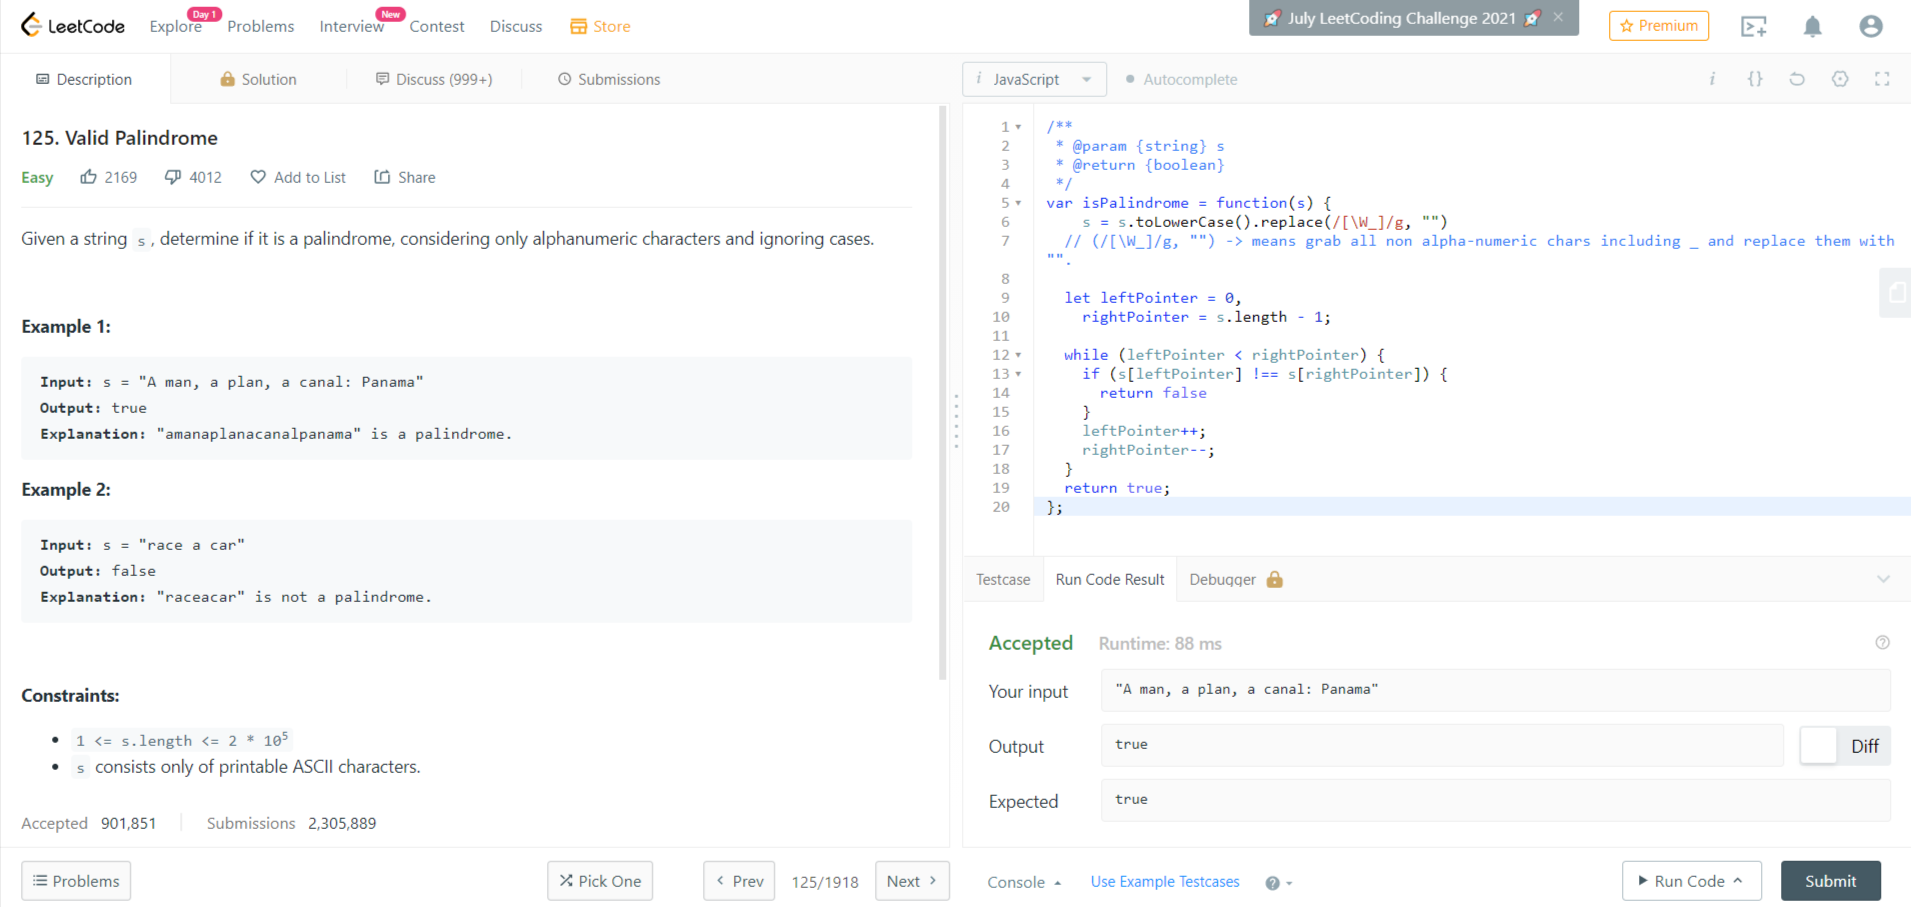 LeetCode Explore Day 1 Problems Interview New Contest Discuss Store 🚀 July LeetCoding Challenge 2021 🚀 × Premium
Description Solution Discuss (999+) Submissions
125. Valid Palindrome
Easy 2169 4012 Add to List Share
Given a string s, determine if it is a palindrome, considering only alphanumeric characters and ignoring cases.
Example 1:
Input: s = "A man, a plan, a canal: Panama"
Output: true
Explanation: "amanaplanacanalpanama" is a palindrome.
Example 2:
Input: s = "race a car"
Output: false
Explanation: "raceacar" is not a palindrome.
Constraints:
• 1 <= s.length <= 2 * 10⁵
• s consists only of printable ASCII characters.
Accepted 901,851 Submissions 2,305,889
Problems Pick One < Prev 125/1918 Next >
i JavaScript Autocomplete i {}
1 /**
2  * @param {string} s
3  * @return {boolean}
4  */
5 var isPalindrome = function(s) {
6     s = s.toLowerCase().replace(/[\W_]/g, "")
7   // (/[\W_]/g, "") -> means grab all non alpha-numeric chars including _ and replace them with
"".
8
9   let leftPointer = 0,
10     rightPointer = s.length - 1;
11
12   while (leftPointer < rightPointer) {
13     if (s[leftPointer] !== s[rightPointer]) {
14       return false
15     }
16     leftPointer++;
17     rightPointer--;
18   }
19   return true;
20 };
Testcase Run Code Result Debugger
Accepted Runtime: 88 ms ?
Your input "A man, a plan, a canal: Panama"
Output true Diff
Expected true
Console Use Example Testcases ? Run Code Submit